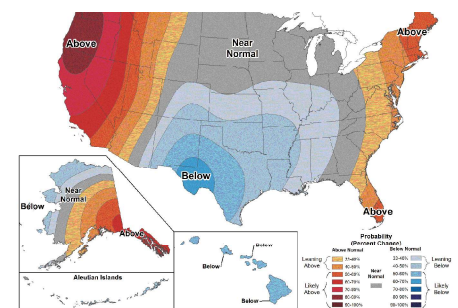 Above
Near
Normal
Above
Below
Above
Near
Normal
Below
Above
Aleutian Islands
Below
Below
Below
Probability
(Percent Chance)
Above Normal
Below Normal
Leaning
Above
Likely
Above
Near
Normal
Leaning
Below
Likely
Below
33-40%
40-50%
50-60%
60-70%
70-80%
80-90%
90-100%
33-40%
40-50%
50-60%
60-70%
70-80%
80-90%
90-100%